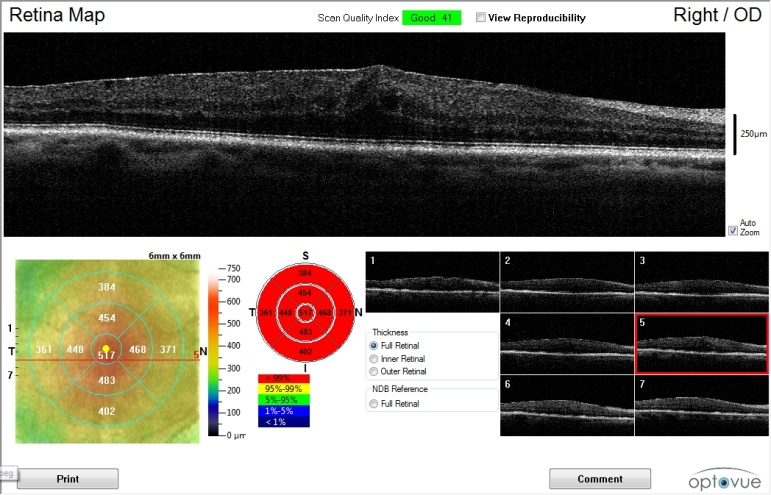 Retina Map
Scan Quality Index Good 41
View Reproducibility
Right / OD
250µm
Auto
Zoom
6mm x 6mm
384
454
361 448 517 468 371
483
402
1
T
7
N
5
750
700
600
500
400
300
200
100
0 µm
S
384
454
T 361 448 517 468 371 N
483
402
I
> 99%
95%-99%
5%-95%
1%-5%
< 1%
1
2
3
4
5
6
7
Thickness
Full Retinal
Inner Retinal
Outer Retinal
NDB Reference
Full Retinal
peg
Print
Comment
optovue